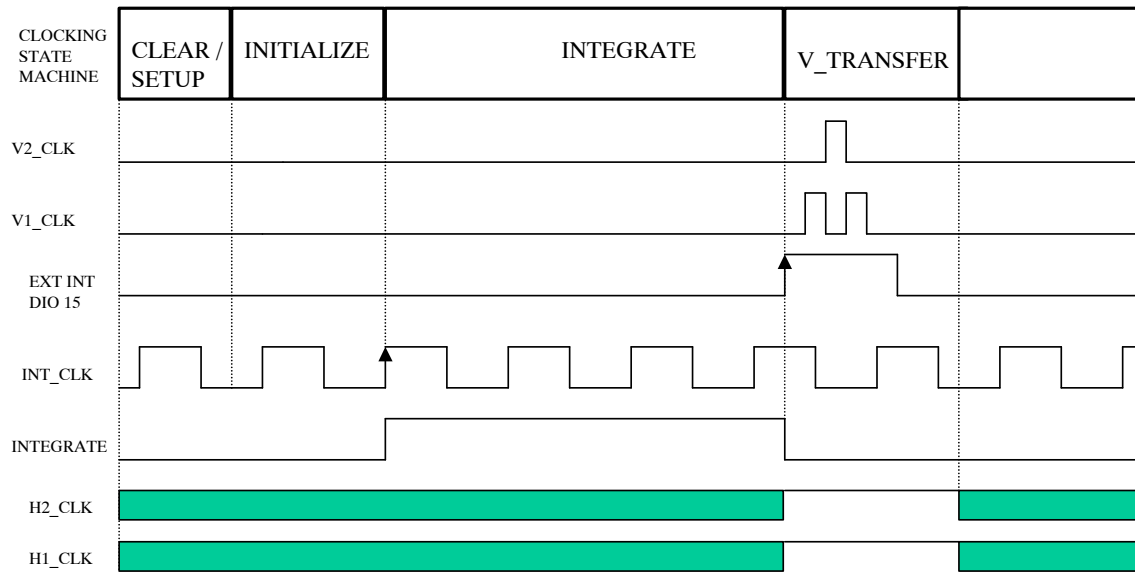 CLOCKING
STATE
MACHINE
CLEAR /
SETUP
INITIALIZE
INTEGRATE
V_TRANSFER
V2_CLK
V1_CLK
EXT INT
DIO 15
INT_CLK
INTEGRATE
H2_CLK
H1_CLK